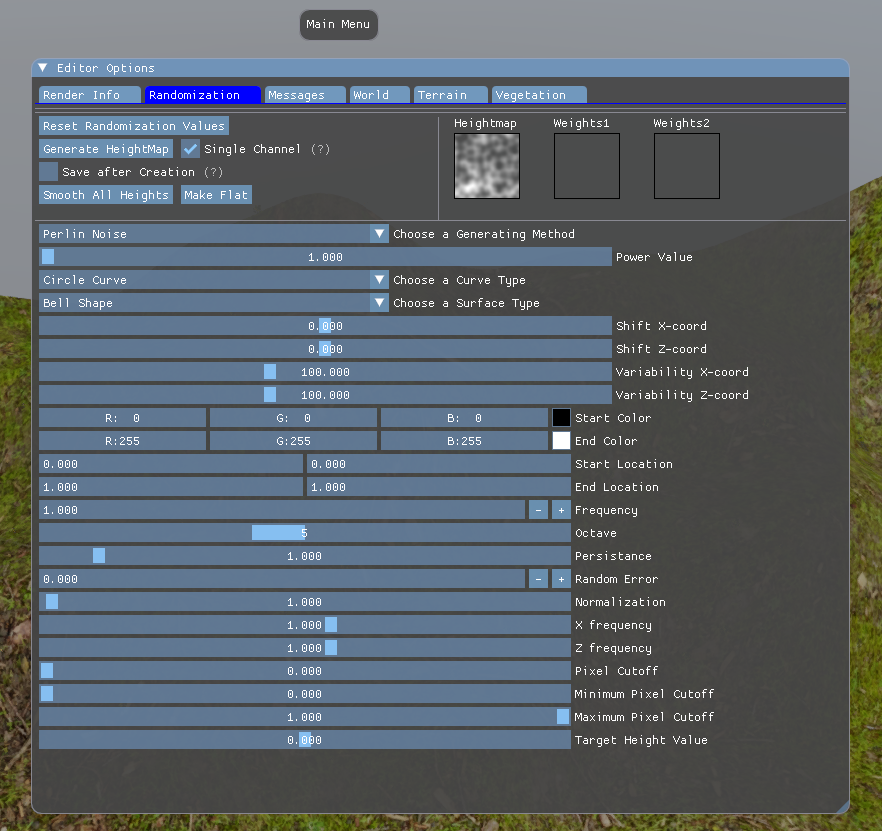 Main Menu
Editor Options
Render Info Randomization Messages World Terrain Vegetation
Reset Randomization Values
Generate HeightMap Single Channel (?)
Save after Creation (?)
Smooth All Heights Make Flat
Heightmap Weights1 Weights2
Perlin Noise Choose a Generating Method
1.000 Power Value
Circle Curve Choose a Curve Type
Bell Shape Choose a Surface Type
0.000 Shift X-coord
0.000 Shift Z-coord
100.000 Variability X-coord
100.000 Variability Z-coord
R: 0 G: 0 B: 0 Start Color
R:255 G:255 B:255 End Color
0.000 0.000 Start Location
1.000 1.000 End Location
1.000 - + Frequency
5 Octave
1.000 Persistance
0.000 - + Random Error
1.000 Normalization
1.000 X frequency
1.000 Z frequency
0.000 Pixel Cutoff
0.000 Minimum Pixel Cutoff
1.000 Maximum Pixel Cutoff
0.000 Target Height Value